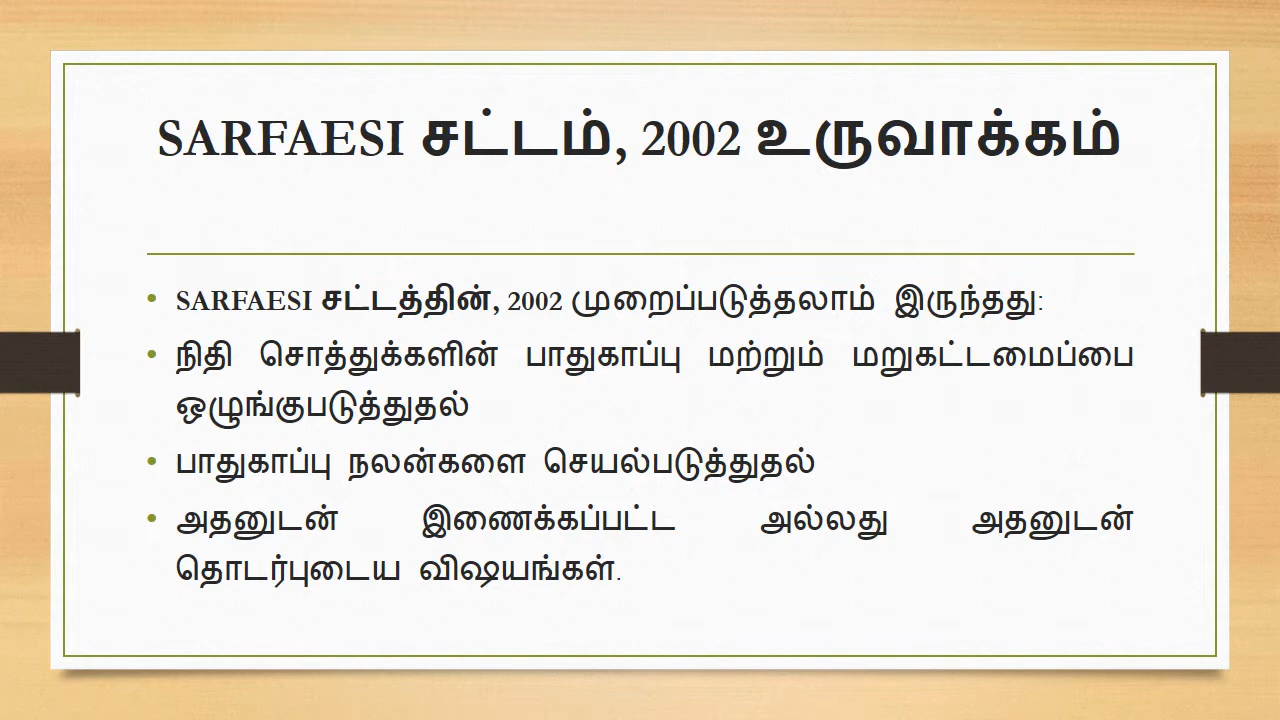 SARFAESI சட்டம், 2002 உருவாக்கம்
• SARFAESI சட்டத்தின், 2002 முறைப்படுத்தலாம் இருந்தது:
• நிதி சொத்துக்களின் பாதுகாப்பு மற்றும் மறுகட்டமைப்பை
ஒழுங்குபடுத்துதல்
• பாதுகாப்பு நலன்களை செயல்படுத்துதல்
• அதனுடன் இணைக்கப்பட்ட அல்லது அதனுடன்
தொடர்புடைய விஷயங்கள்.